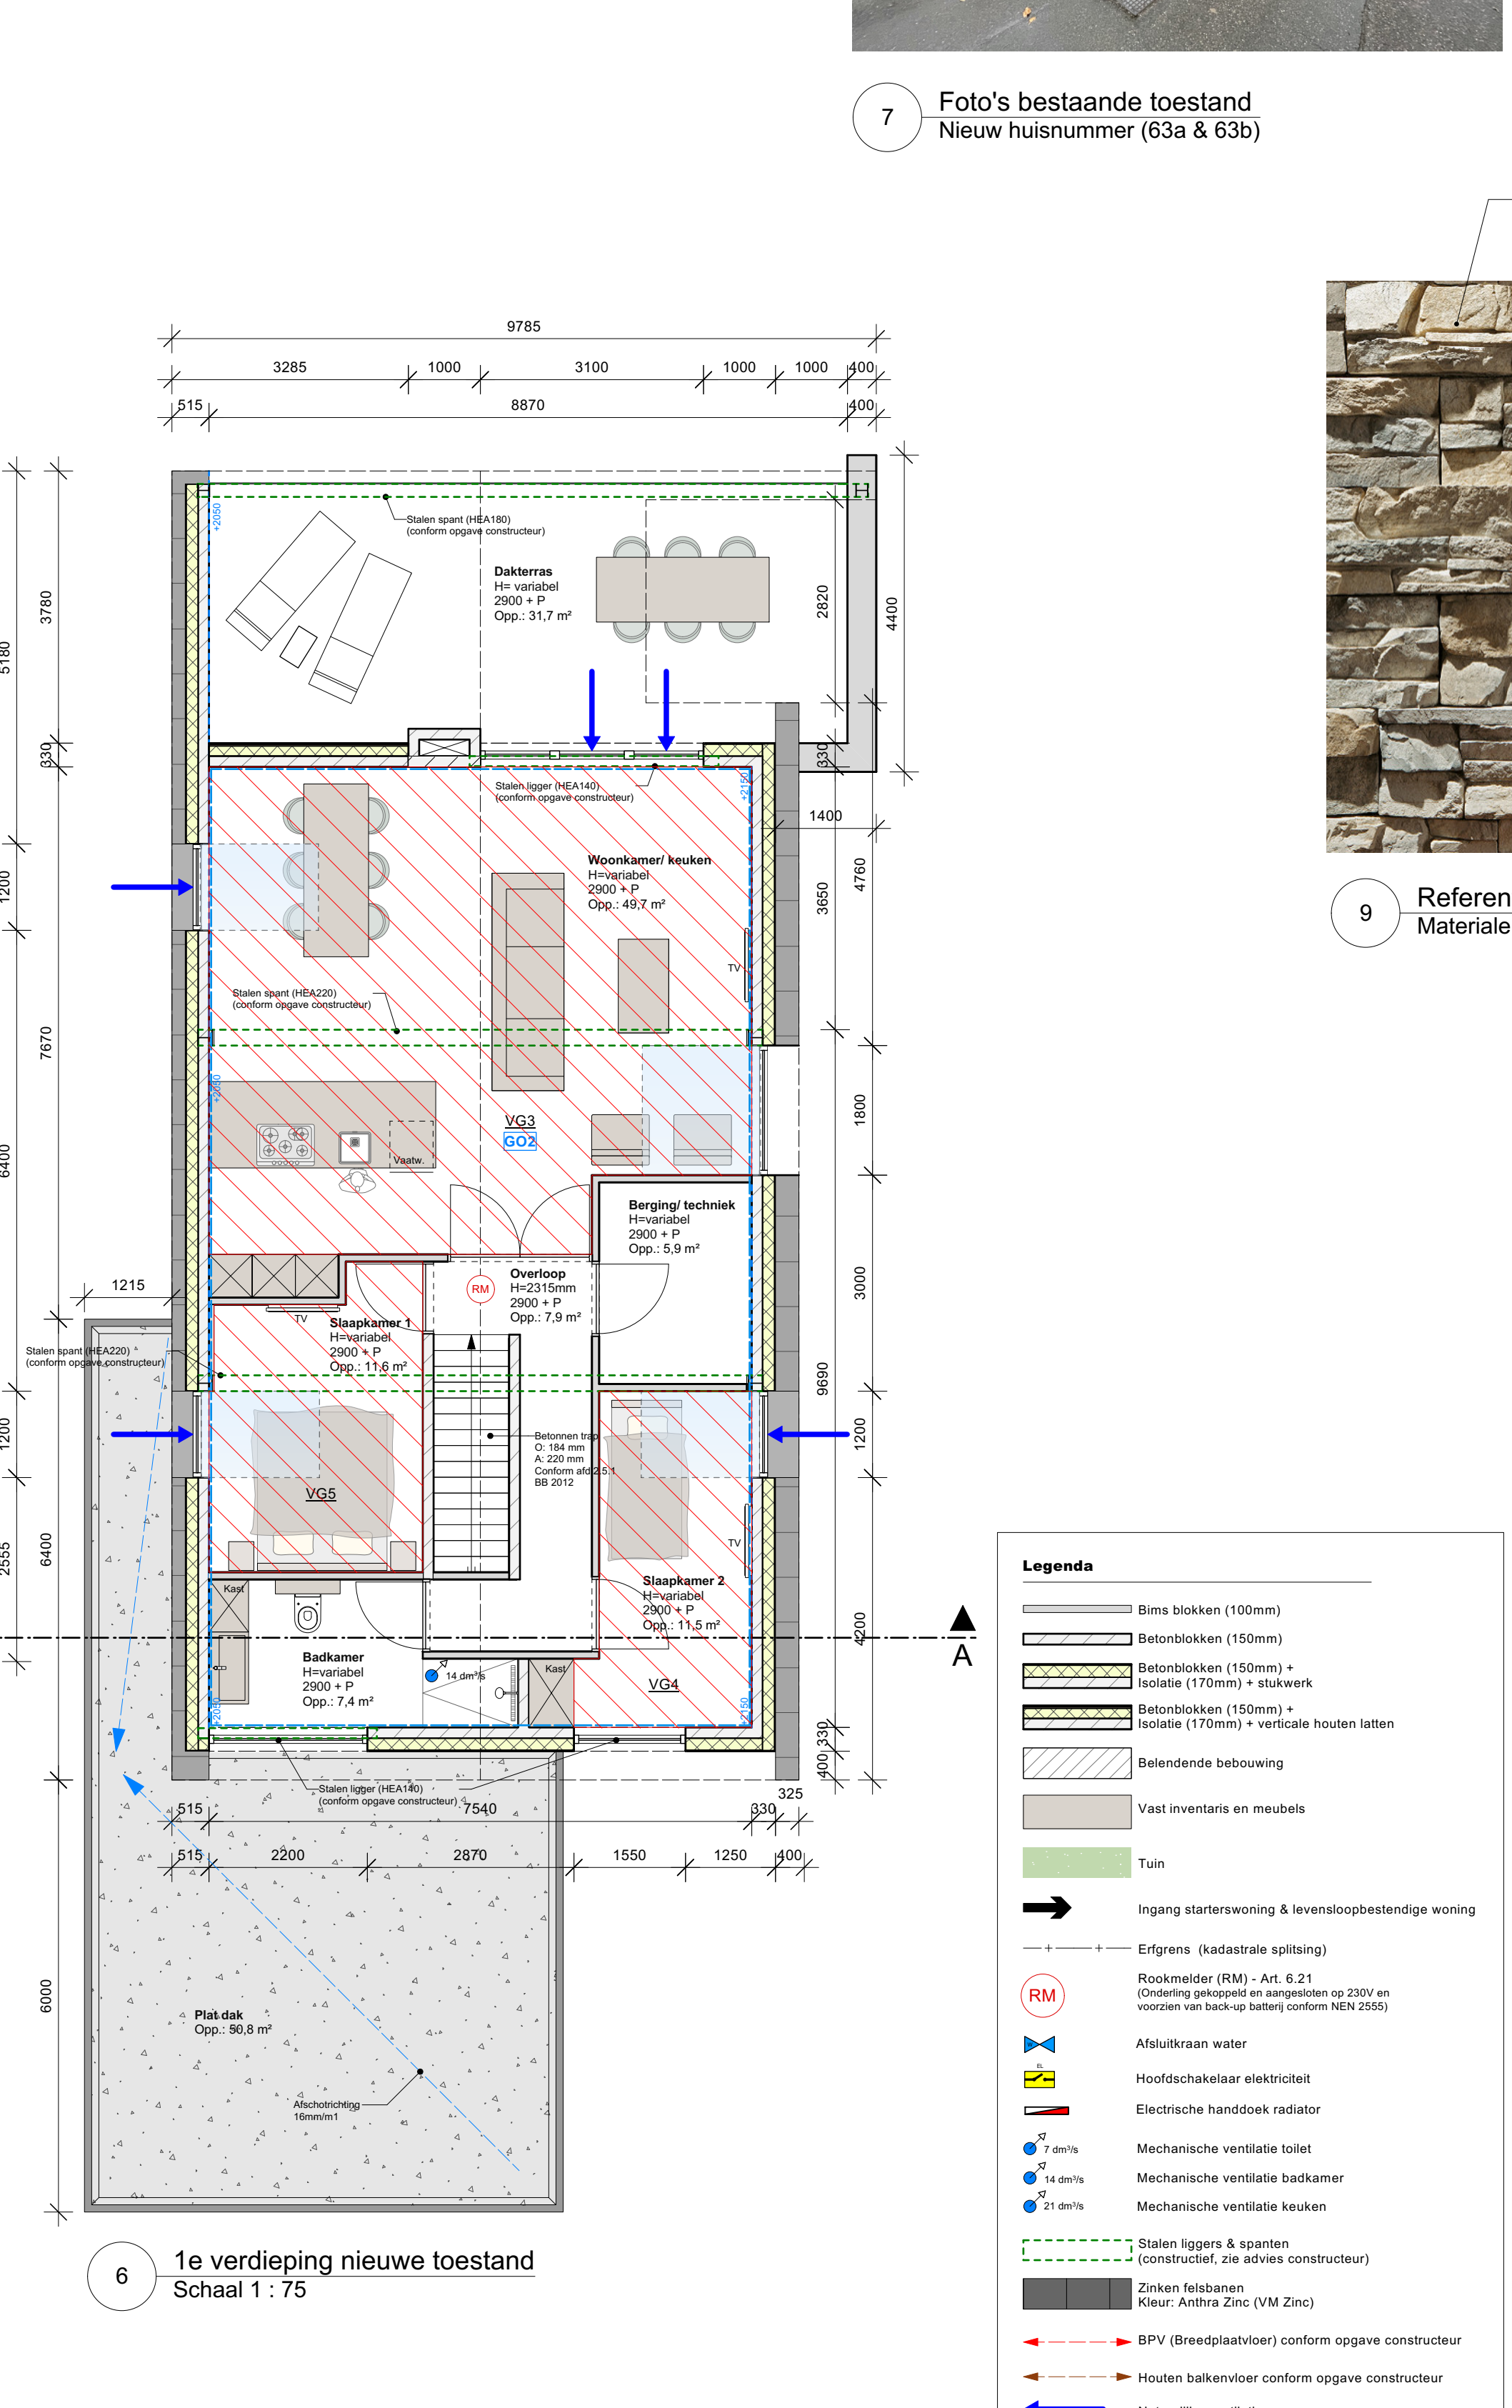 7
Foto's bestaande toestand
Nieuw huisnummer (63a & 63b)
9785
3285
1000
3100
1000
1000
400
515
8870
400
+2050
Stalen spant (HEA180)
(conform opgave constructeur)
Dakterras
H= variabel
2900 + P
Opp.: 31,7 m²
3780
5180
330
2820
4400
330
Stalen ligger (HEA140)
(conform opgave constructeur)
+2150
1400
Woonkamer/ keuken
H=variabel
2900 + P
Opp.: 49,7 m²
1200
3650
4760
TV
Stalen spant (HEA220)
(conform opgave constructeur)
7670
+2050
6400
VG3
GO2
Vaatw.
1800
9
Referen
Materiale
Berging/ techniek
H=variabel
2900 + P
Opp.: 5,9 m²
RM
Overloop
H=2315mm
2900 + P
Opp.: 7,9 m²
1215
3000
TV
Slaapkamer 1
H=variabel
2900 + P
Opp.: 11,6 m²
Stalen spant (HEA220)
(conform opgave constructeur)
9690
1200
1200
Betonnen trap
O: 184 mm
A: 220 mm
Conform afd.2.5.1
BB 2012
VG5
6400
2555
TV
Kast
Slaapkamer 2
H=variabel
2900 + P
Opp.: 11,5 m²
4200
A
Badkamer
H=variabel
2900 + P
Opp.: 7,4 m²
14 dm³/s
Kast
VG4
+2050
+2150
330
400
Stalen ligger (HEA140)
(conform opgave constructeur)
515
7540
330
325
515
2200
2870
1550
1250
400
6000
Plat dak
Opp.: 50,8 m²
Afschotrichting
16mm/m1
6
1e verdieping nieuwe toestand
Schaal 1 : 75
Legenda
Bims blokken (100mm)
Betonblokken (150mm)
Betonblokken (150mm) +
Isolatie (170mm) + stukwerk
Betonblokken (150mm) +
Isolatie (170mm) + verticale houten latten
Belendende bebouwing
Vast inventaris en meubels
Tuin
Ingang starterswoning & levensloopbestendige woning
Erfgrens (kadastrale splitsing)
RM
Rookmelder (RM) - Art. 6.21
(Onderling gekoppeld en aangesloten op 230V en
voorzien van back-up batterij conform NEN 2555)
Afsluitkraan water
EL
Hoofdschakelaar elektriciteit
Electrische handdoek radiator
7 dm³/s
Mechanische ventilatie toilet
14 dm³/s
Mechanische ventilatie badkamer
21 dm³/s
Mechanische ventilatie keuken
Stalen liggers & spanten
(constructief, zie advies constructeur)
Zinken felsbanen
Kleur: Anthra Zinc (VM Zinc)
BPV (Breedplaatvloer) conform opgave constructeur
Houten balkenvloer conform opgave constructeur